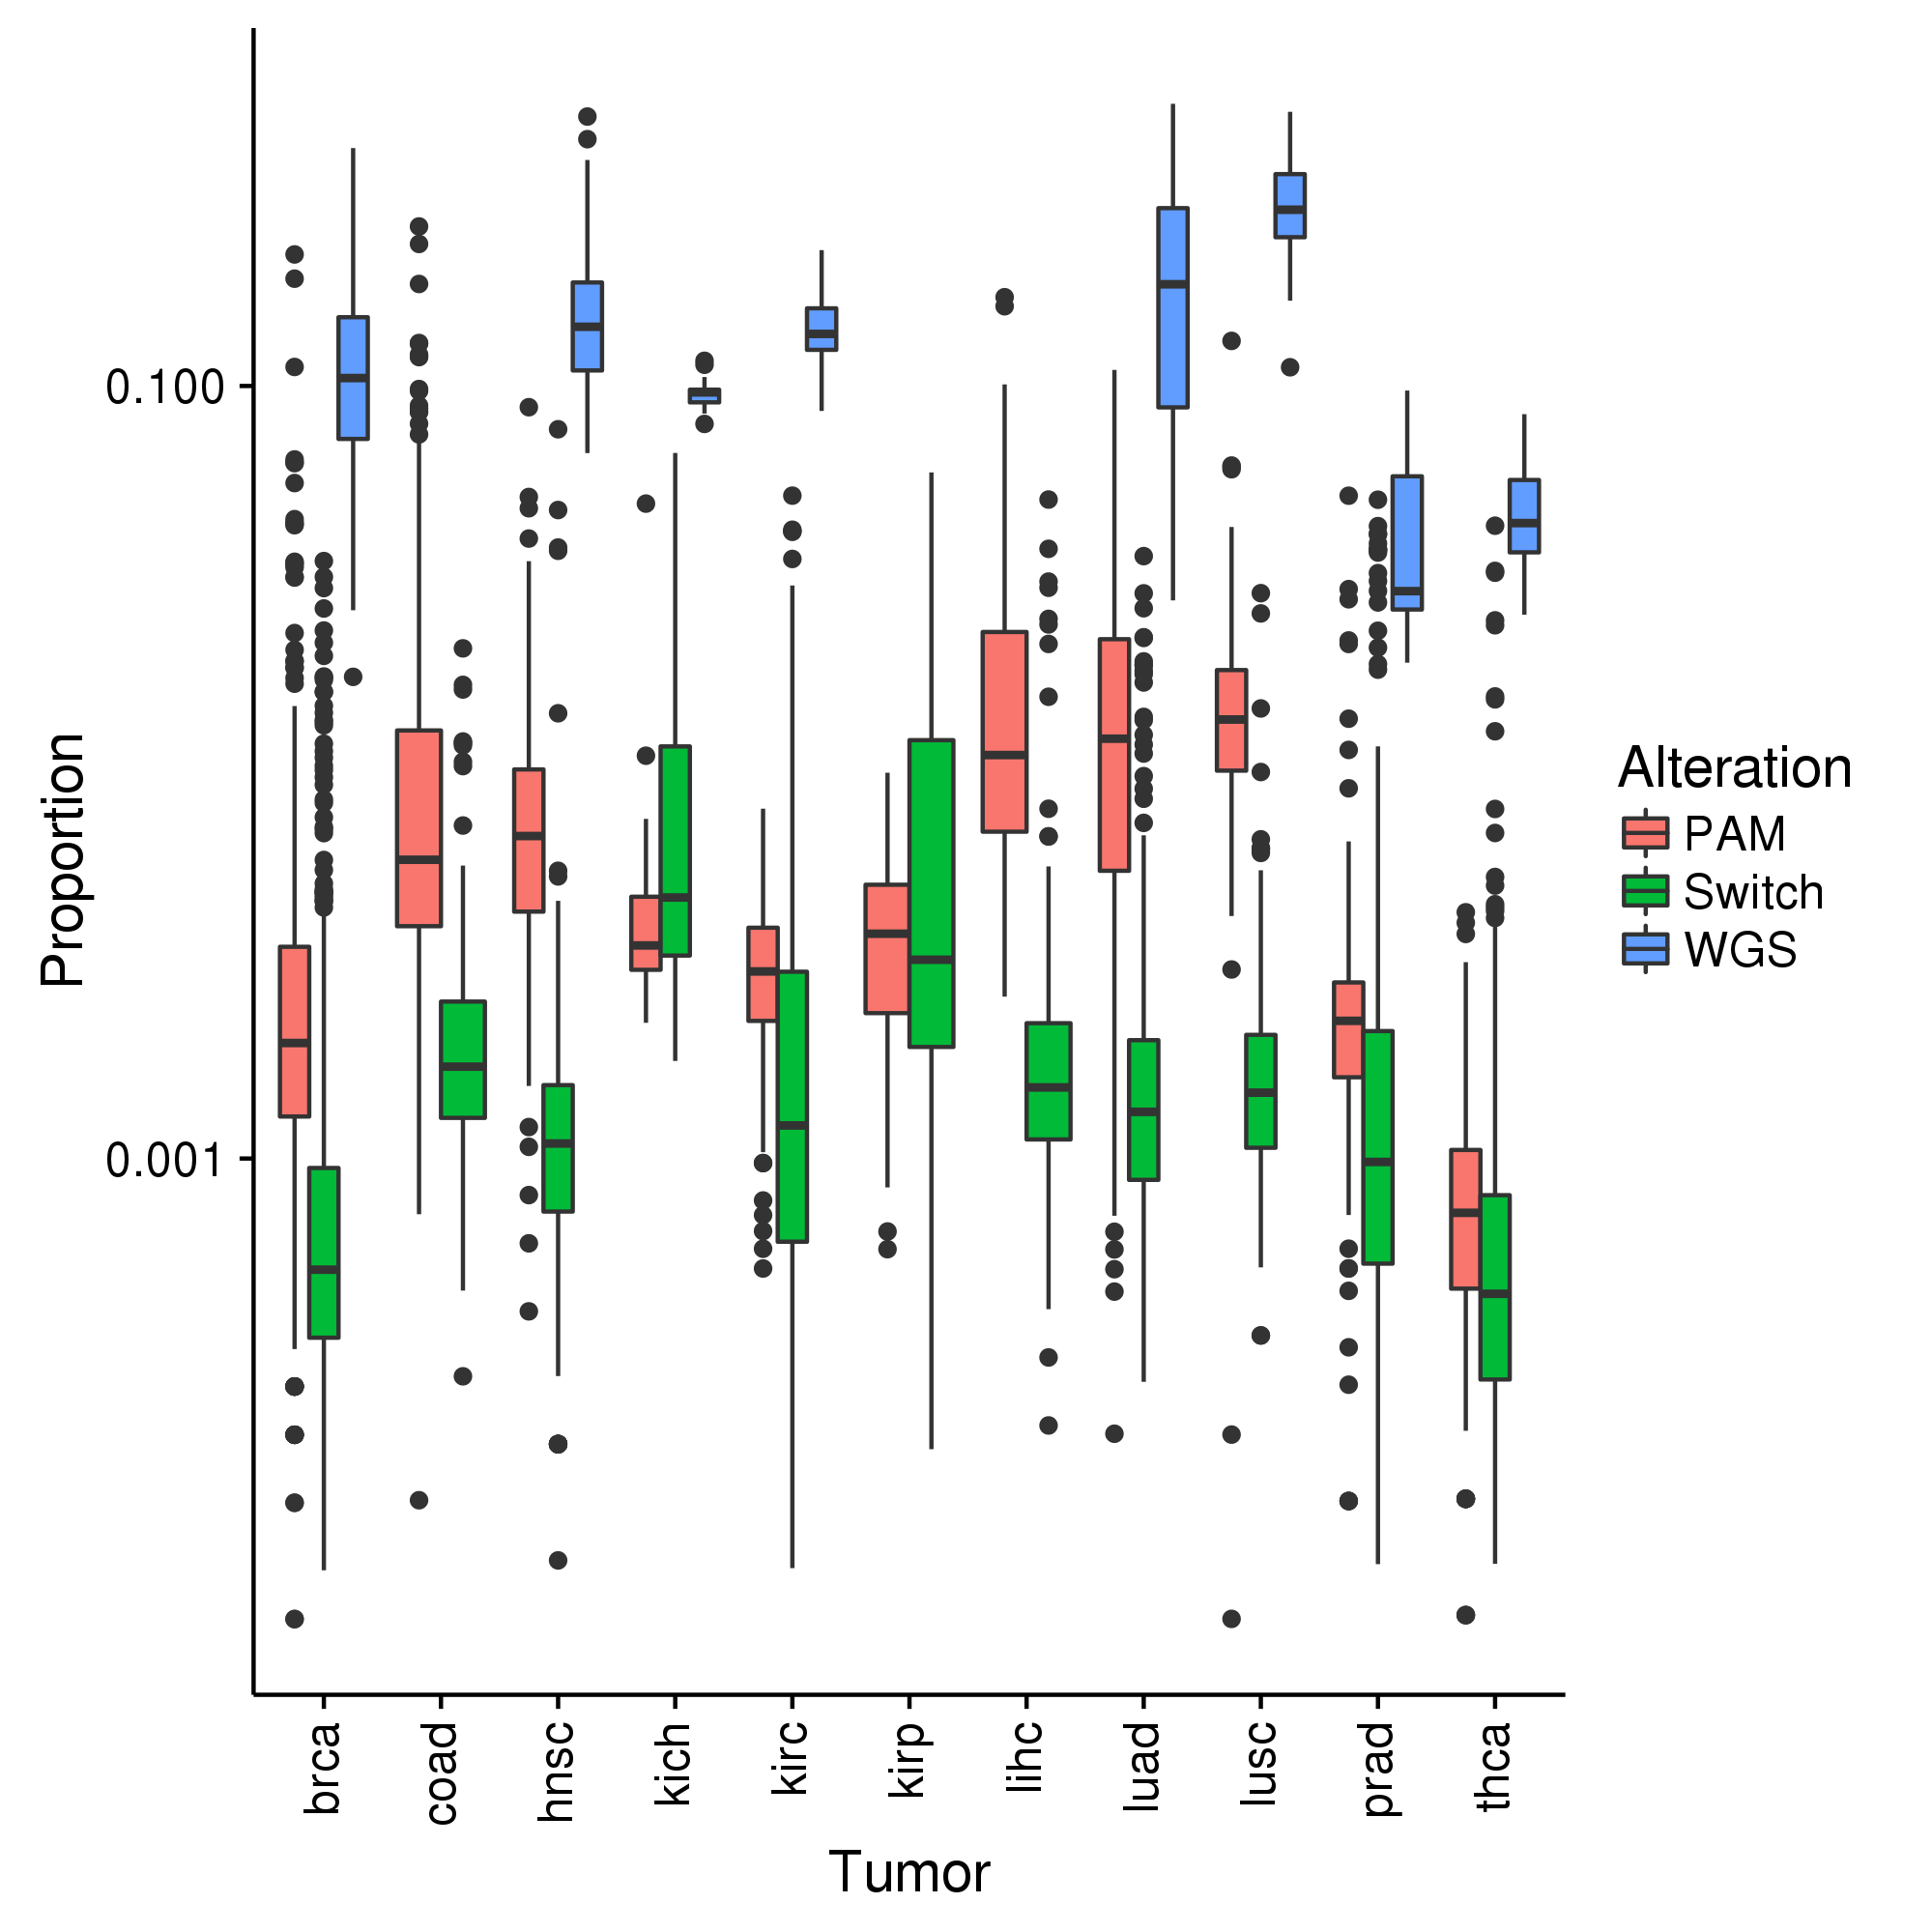 Proportion
0.100
0.001
brca
coad
hnsc
kich
kirc
kirp
lihc
luad
lusc
prad
thca
Tumor
Alteration
PAM
Switch
WGS